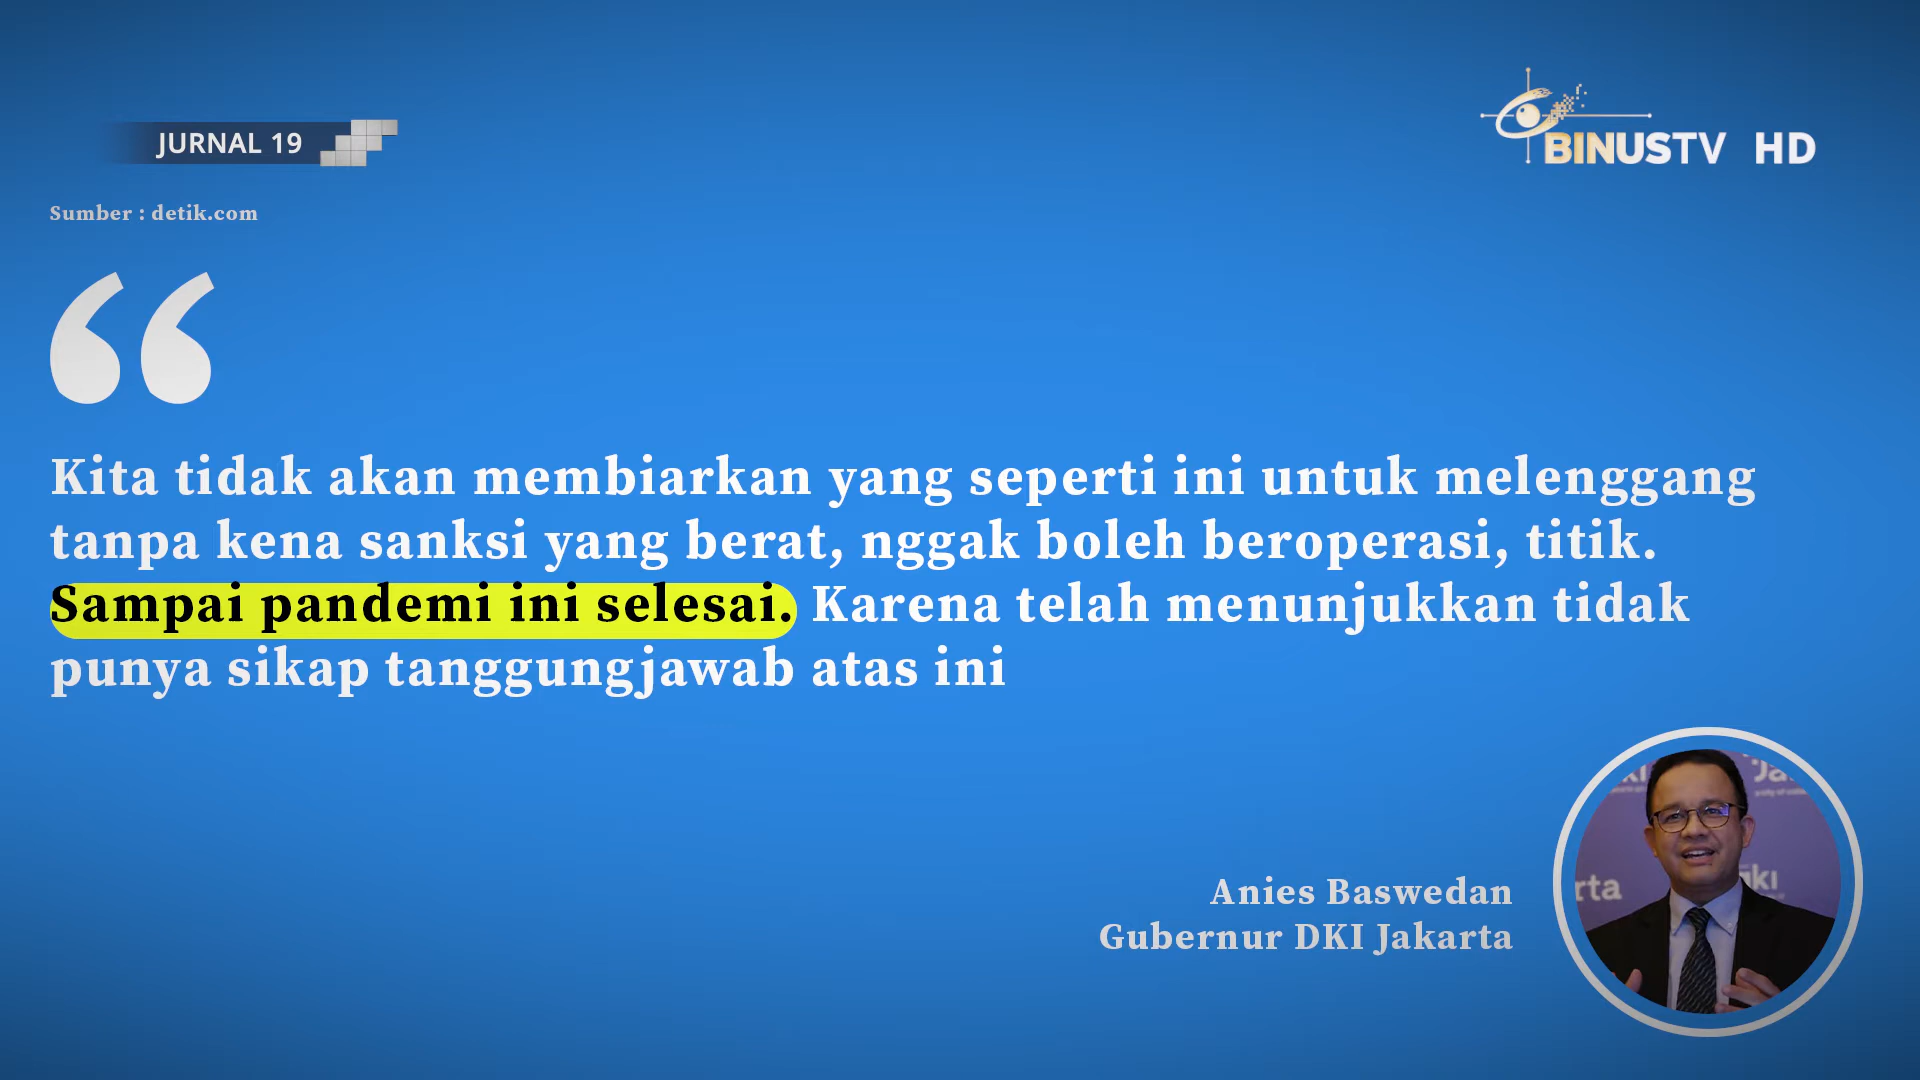 JURNAL 19
BINUSTV HD
Sumber : detik.com
“
Kita tidak akan membiarkan yang seperti ini untuk melenggang
tanpa kena sanksi yang berat, nggak boleh beroperasi, titik.
Sampai pandemi ini selesai. Karena telah menunjukkan tidak
punya sikap tanggungjawab atas ini
Anies Baswedan
Gubernur DKI Jakarta